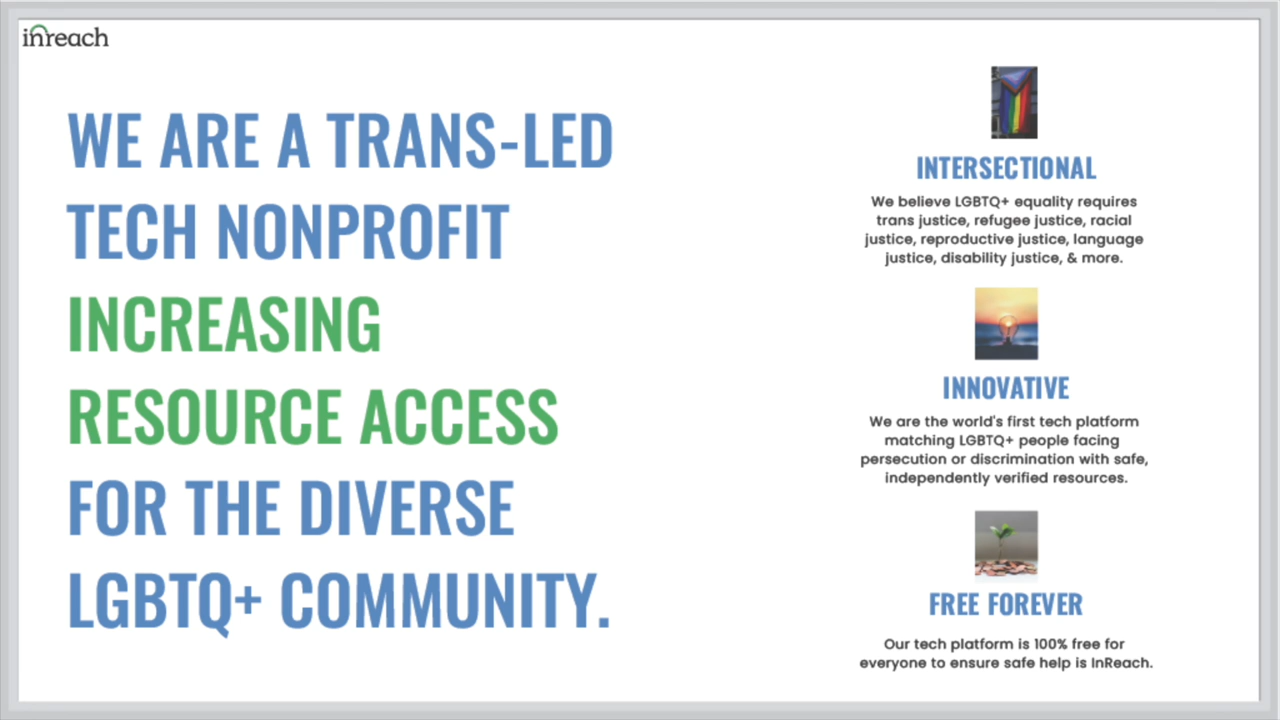 inreach
WE ARE A TRANS-LED
TECH NONPROFIT
INCREASING
RESOURCE ACCESS
FOR THE DIVERSE
LGBTQ+ COMMUNITY.
INTERSECTIONAL
We believe LGBTQ+ equality requires
trans justice, refugee justice, racial
justice, reproductive justice, language
justice, disability justice, & more.
INNOVATIVE
We are the world's first tech platform
matching LGBTQ+ people facing
persecution or discrimination with safe,
independently verified resources.
FREE FOREVER
Our tech platform is 100% free for
everyone to ensure safe help is InReach.